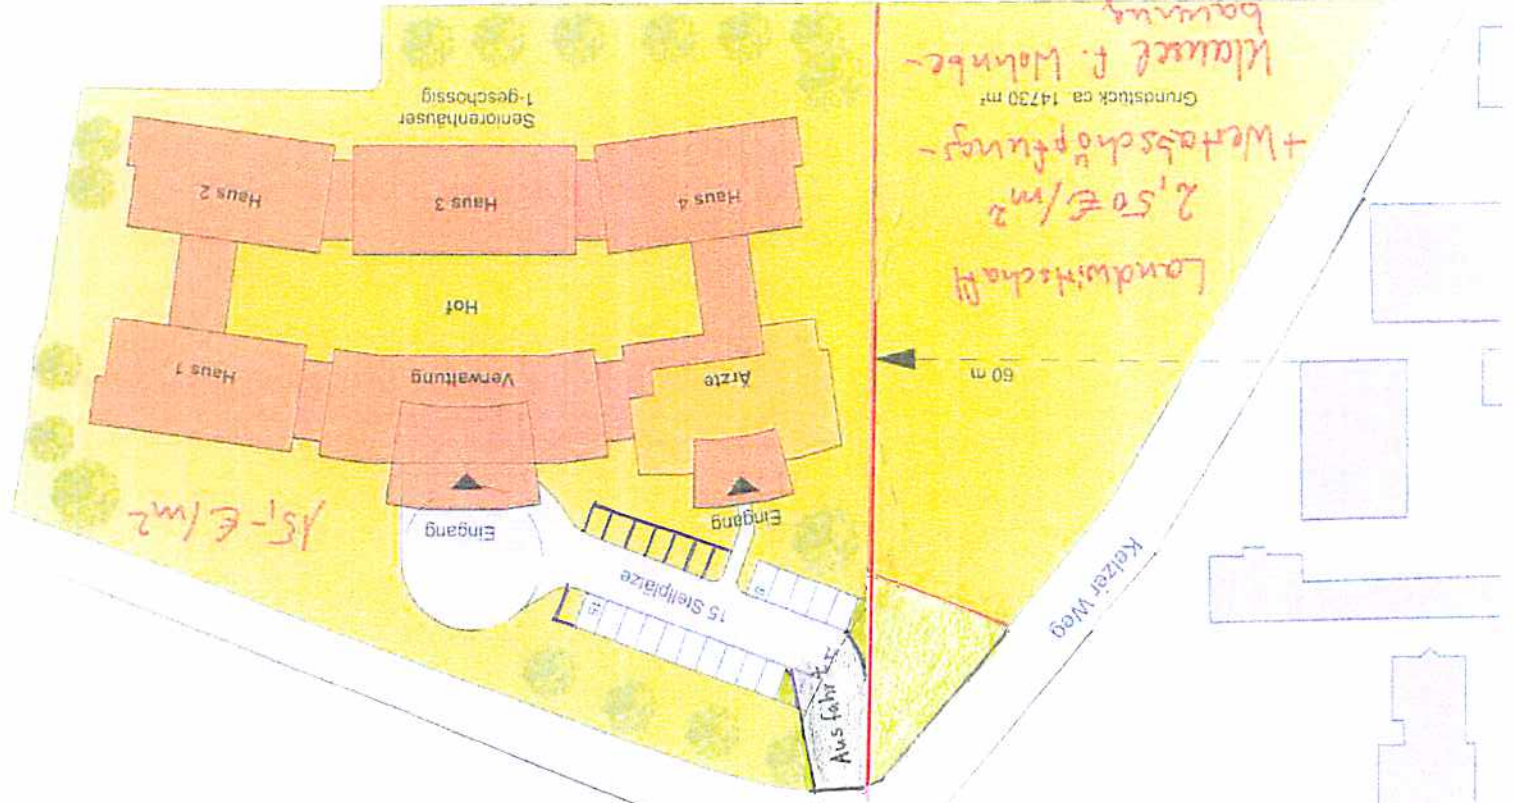 Ausfahrt
Kelzer Weg
15 Stellplätze
Eingang
Eingang
15,- €/m²
60 m
Ärzte
Verwaltung
Haus 1
Landwirtschaft
2,50 €/m²
+ Wertabschöpfungs-
Grundstück ca. 14730 m²
Klausel f. Wohnbe-
bauung
Hof
Haus 4
Haus 3
Haus 2
Seniorenhäuser
1-geschossig